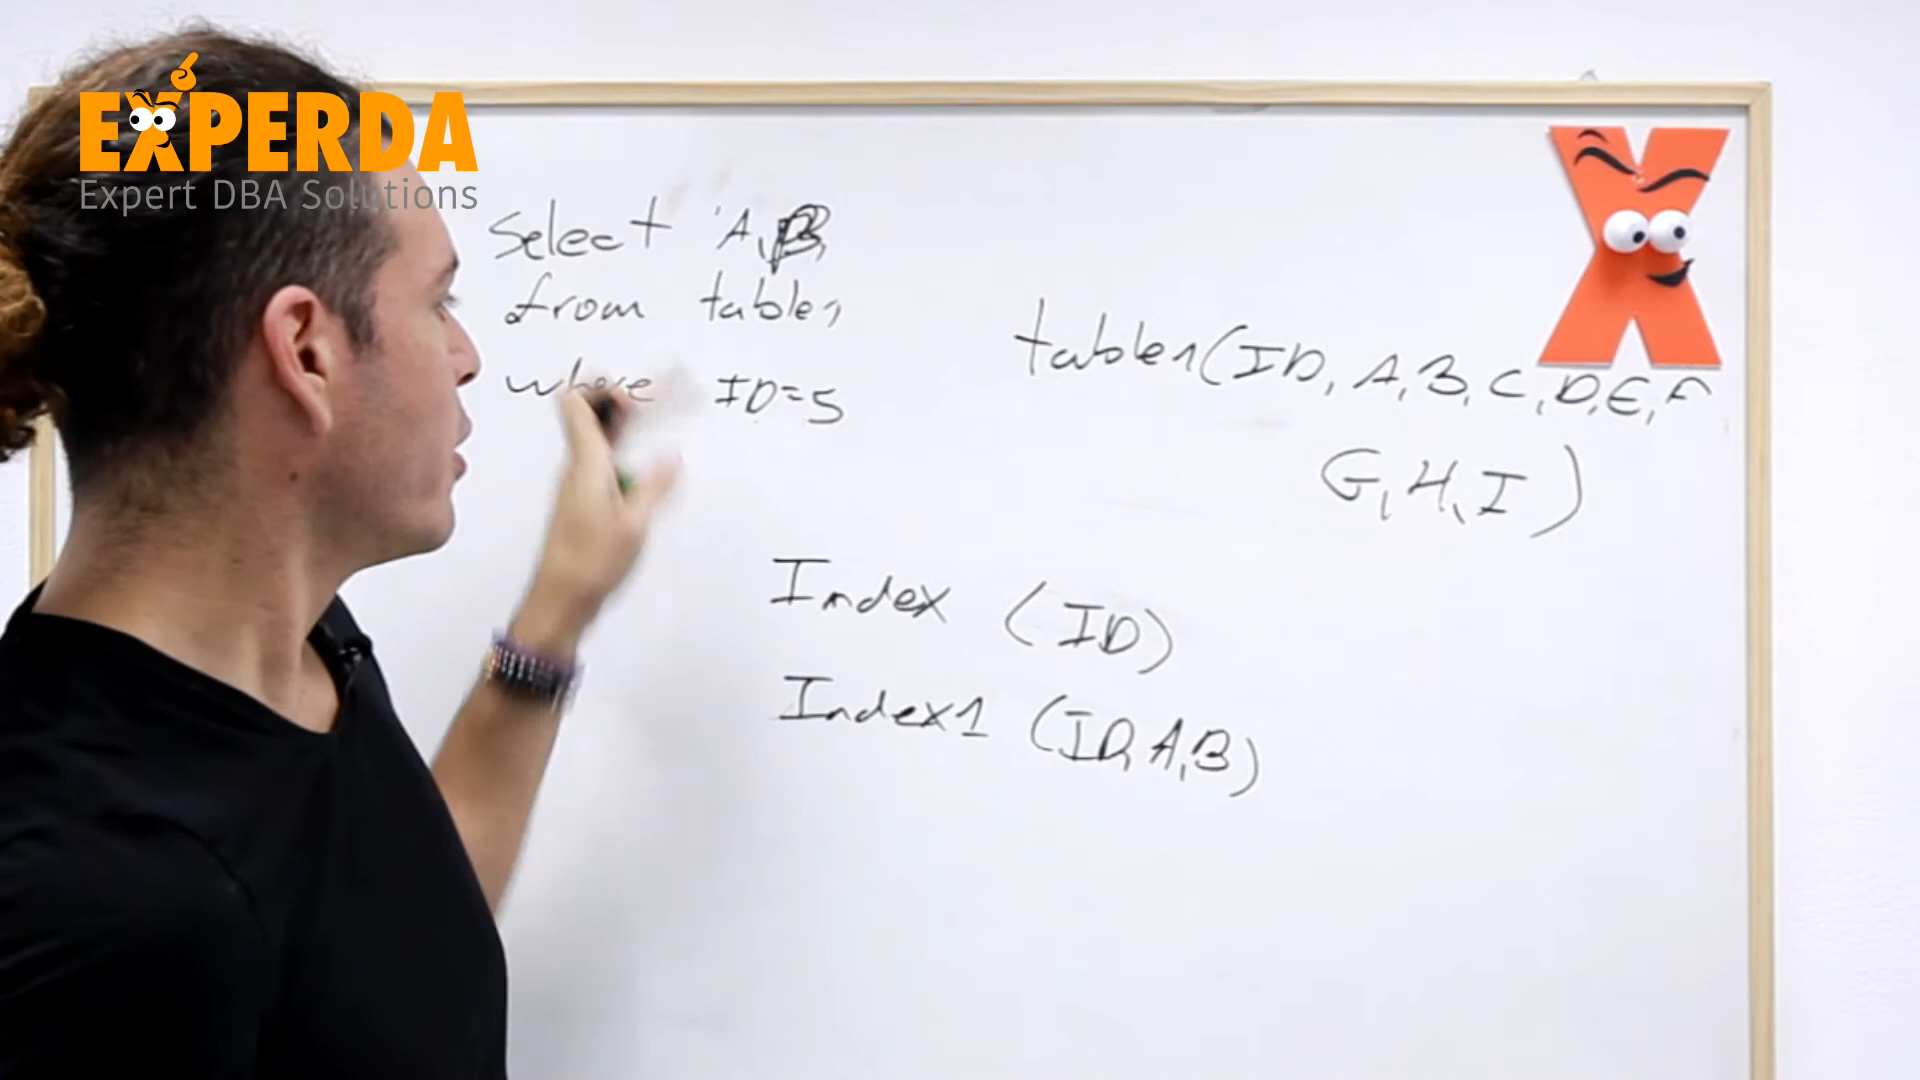 EXPERDA
Expert DBA Solutions
Select A,B,
from table1
where ID=5
table1(ID, A,B,C,D,E,F
G,H,I)
Index (ID)
Index1 (ID,A,B)